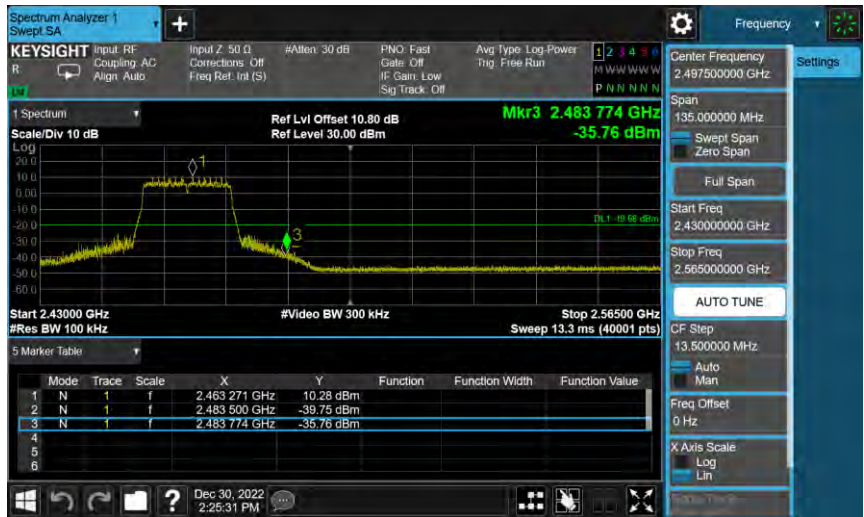 Spectrum Analyzer 1
Swept SA
+
Frequency
KEYSIGHT Input: RF Input Z: 50 Ω #Atten: 30 dB PNO: Fast Avg Type: Log-Power 1 2 3 4 5 6
R Coupling: AC Corrections: Off Gate: Off Trig: Free Run M W W W W W
Align: Auto Freq Ref: Int (S) IF Gain: Low
Sig Track: Off P N N N N N
Center Frequency
2.497500000 GHz
Settings
Span
135.000000 MHz
Swept Span
Zero Span
Full Span
Start Freq
2.430000000 GHz
Stop Freq
2.565000000 GHz
AUTO TUNE
CF Step
13.500000 MHz
Auto
Man
Freq Offset
0 Hz
X Axis Scale
Log
Lin
1 Spectrum
Ref Lvl Offset 10.80 dB Mkr3 2.483 774 GHz
Scale/Div 10 dB Ref Level 30.00 dBm -35.76 dBm
Log
20.0
10.0
0.00
-10.0
-20.0
-30.0
-40.0
-50.0
-60.0
1
3
DL1 -19.68 dBm
Start 2.43000 GHz #Video BW 300 kHz Stop 2.56500 GHz
#Res BW 100 kHz Sweep 13.3 ms (40001 pts)
5 Marker Table
Mode Trace Scale X Y Function Function Width Function Value
1 N 1 f 2.463 271 GHz 10.28 dBm
2 N 1 f 2.483 500 GHz -39.75 dBm
3 N 1 f 2.483 774 GHz -35.76 dBm
4
5
6
? Dec 30, 2022
2:25:31 PM